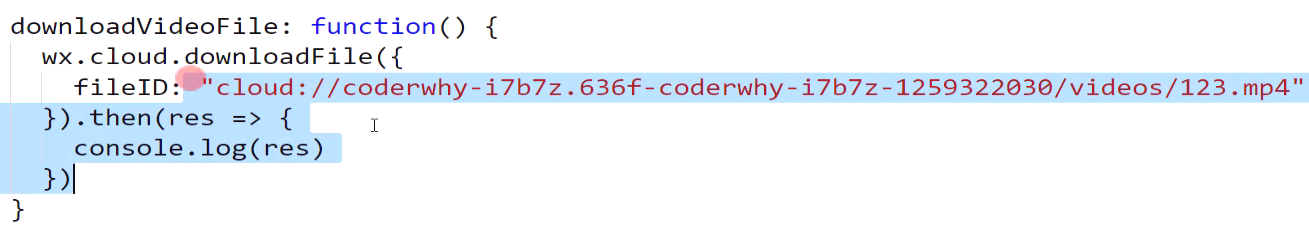 downloadVideoFile: function() {
wx.cloud.downloadFile({
fileID: "cloud://coderwhy-i7b7z.636f-coderwhy-i7b7z-1259322030/videos/123.mp4"
}).then(res => {
console.log(res)
})
}